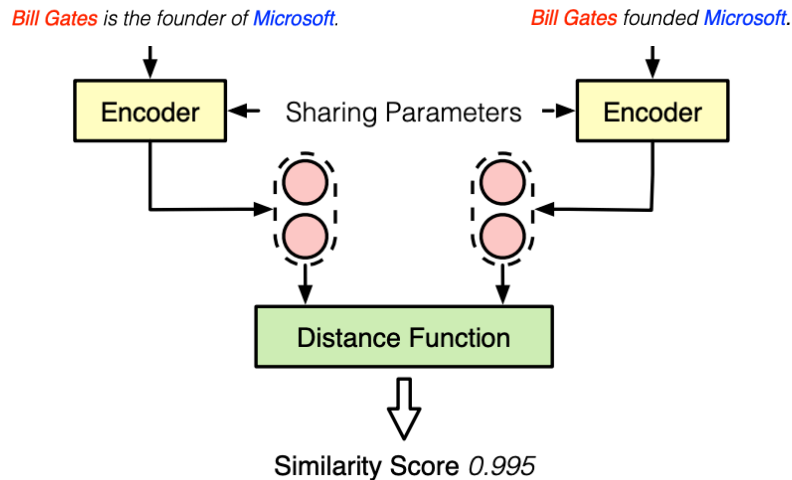 Bill Gates is the founder of Microsoft.
Bill Gates founded Microsoft.
Encoder
Sharing Parameters
Encoder
Distance Function
Similarity Score 0.995